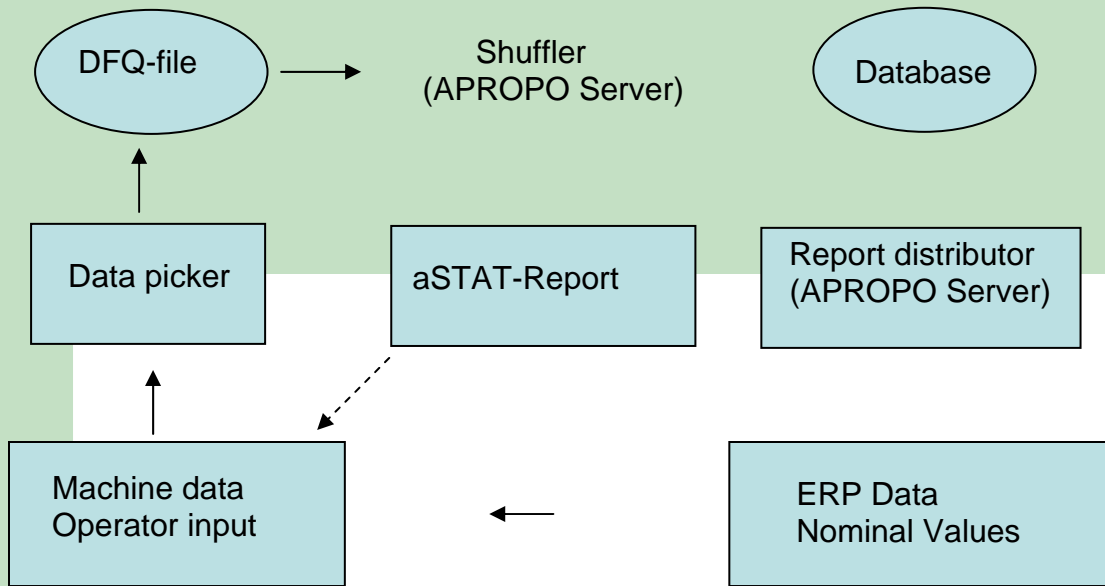 DFQ-file
Shuffler
(APROPO Server)
Database
Data picker
aSTAT-Report
Report distributor
(APROPO Server)
Machine data
Operator input
ERP Data
Nominal Values